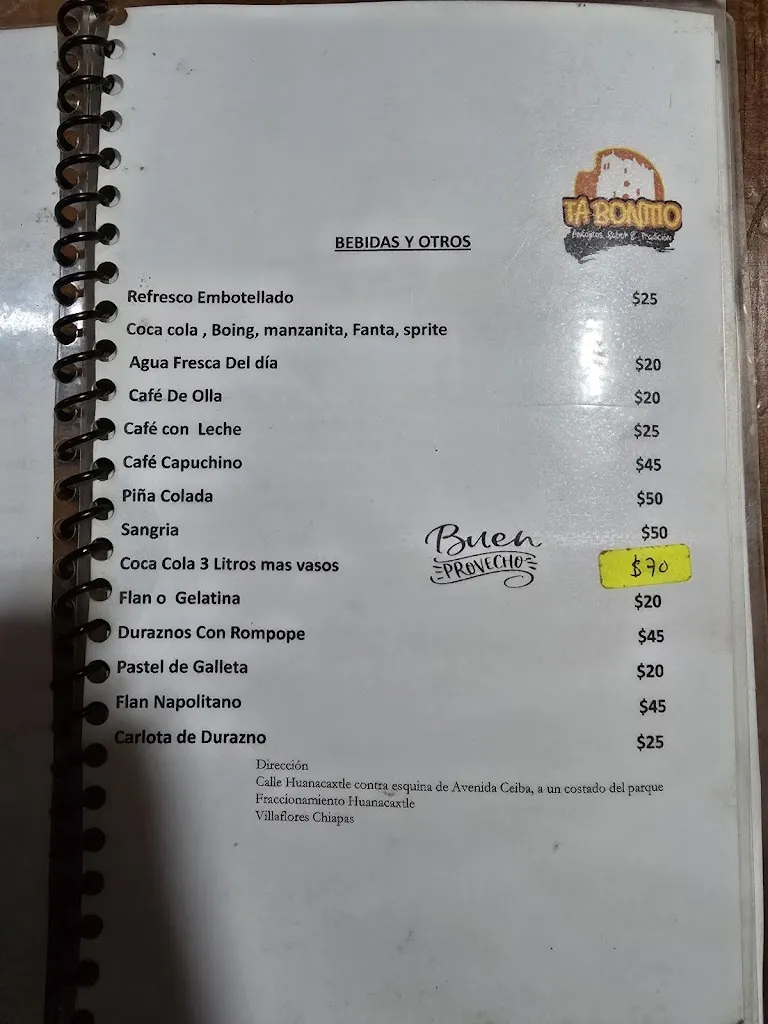 TA BONITIO
Antojitos, Sabor & Tradición
BEBIDAS Y OTROS
Refresco Embotellado $25
Coca cola , Boing, manzanita, Fanta, sprite
Agua Fresca Del día $20
Café De Olla $20
Café con Leche $25
Café Capuchino $45
Piña Colada $50
Sangria $50
Buen
PROVECHO
Coca Cola 3 Litros mas vasos $70
Flan o Gelatina $20
Duraznos Con Rompope $45
Pastel de Galleta $20
Flan Napolitano $45
Carlota de Durazno $25
Dirección
Calle Huanacaxtle contra esquina de Avenida Ceiba, a un costado del parque
Fraccionamiento Huanacaxtle
Villaflores Chiapas